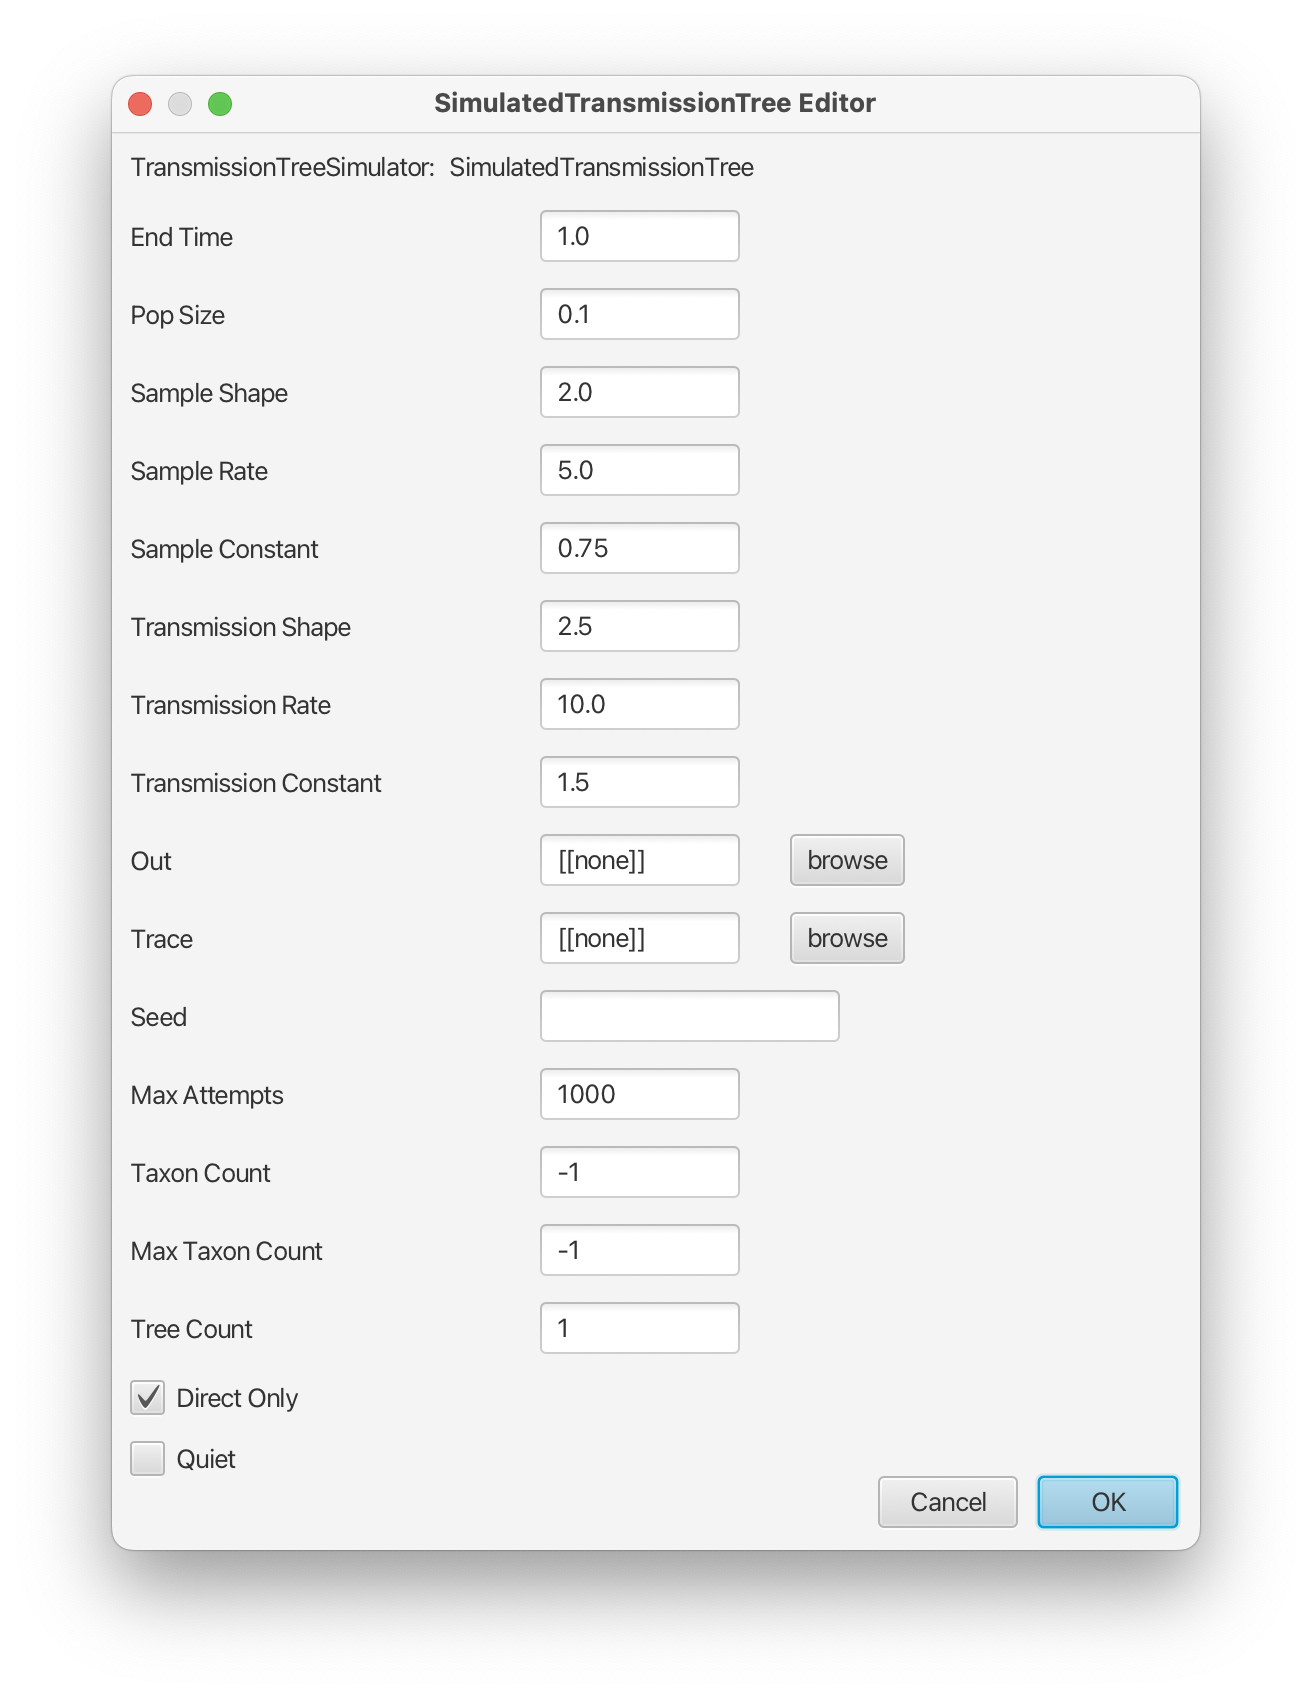 SimulatedTransmissionTree Editor
TransmissionTreeSimulator: SimulatedTransmissionTree
End Time 1.0
Pop Size 0.1
Sample Shape 2.0
Sample Rate 5.0
Sample Constant 0.75
Transmission Shape 2.5
Transmission Rate 10.0
Transmission Constant 1.5
Out [[none]] browse
Trace [[none]] browse
Seed
Max Attempts 1000
Taxon Count -1
Max Taxon Count -1
Tree Count 1
Direct Only
Quiet
Cancel OK